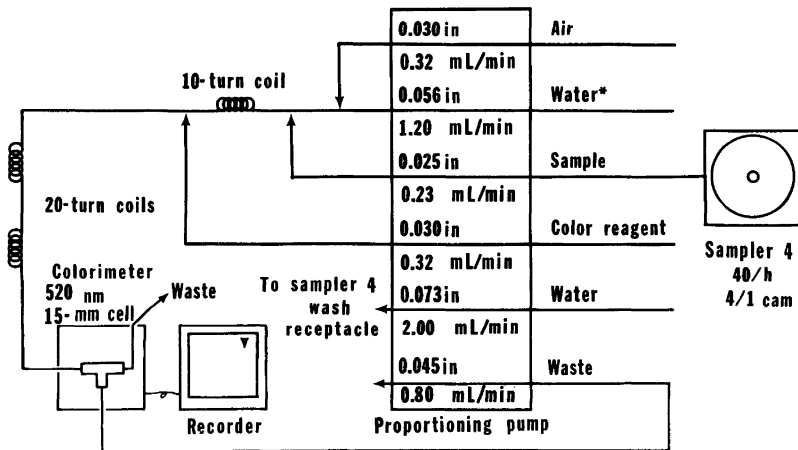 0.030 in
Air
0.32 mL/min
10-turn coil
0.056 in
Water*
1.20 mL/min
0.025 in
Sample
0.23 mL/min
20-turn coils
0.030 in
Color reagent
0.32 mL/min
Sampler 4
40/h
4/1 cam
Colorimeter
520 nm
15-mm cell
Waste
To sampler 4
wash
receptacle
0.073 in
Water
2.00 mL/min
0.045 in
Waste
0.80 mL/min
Recorder
Proportioning pump